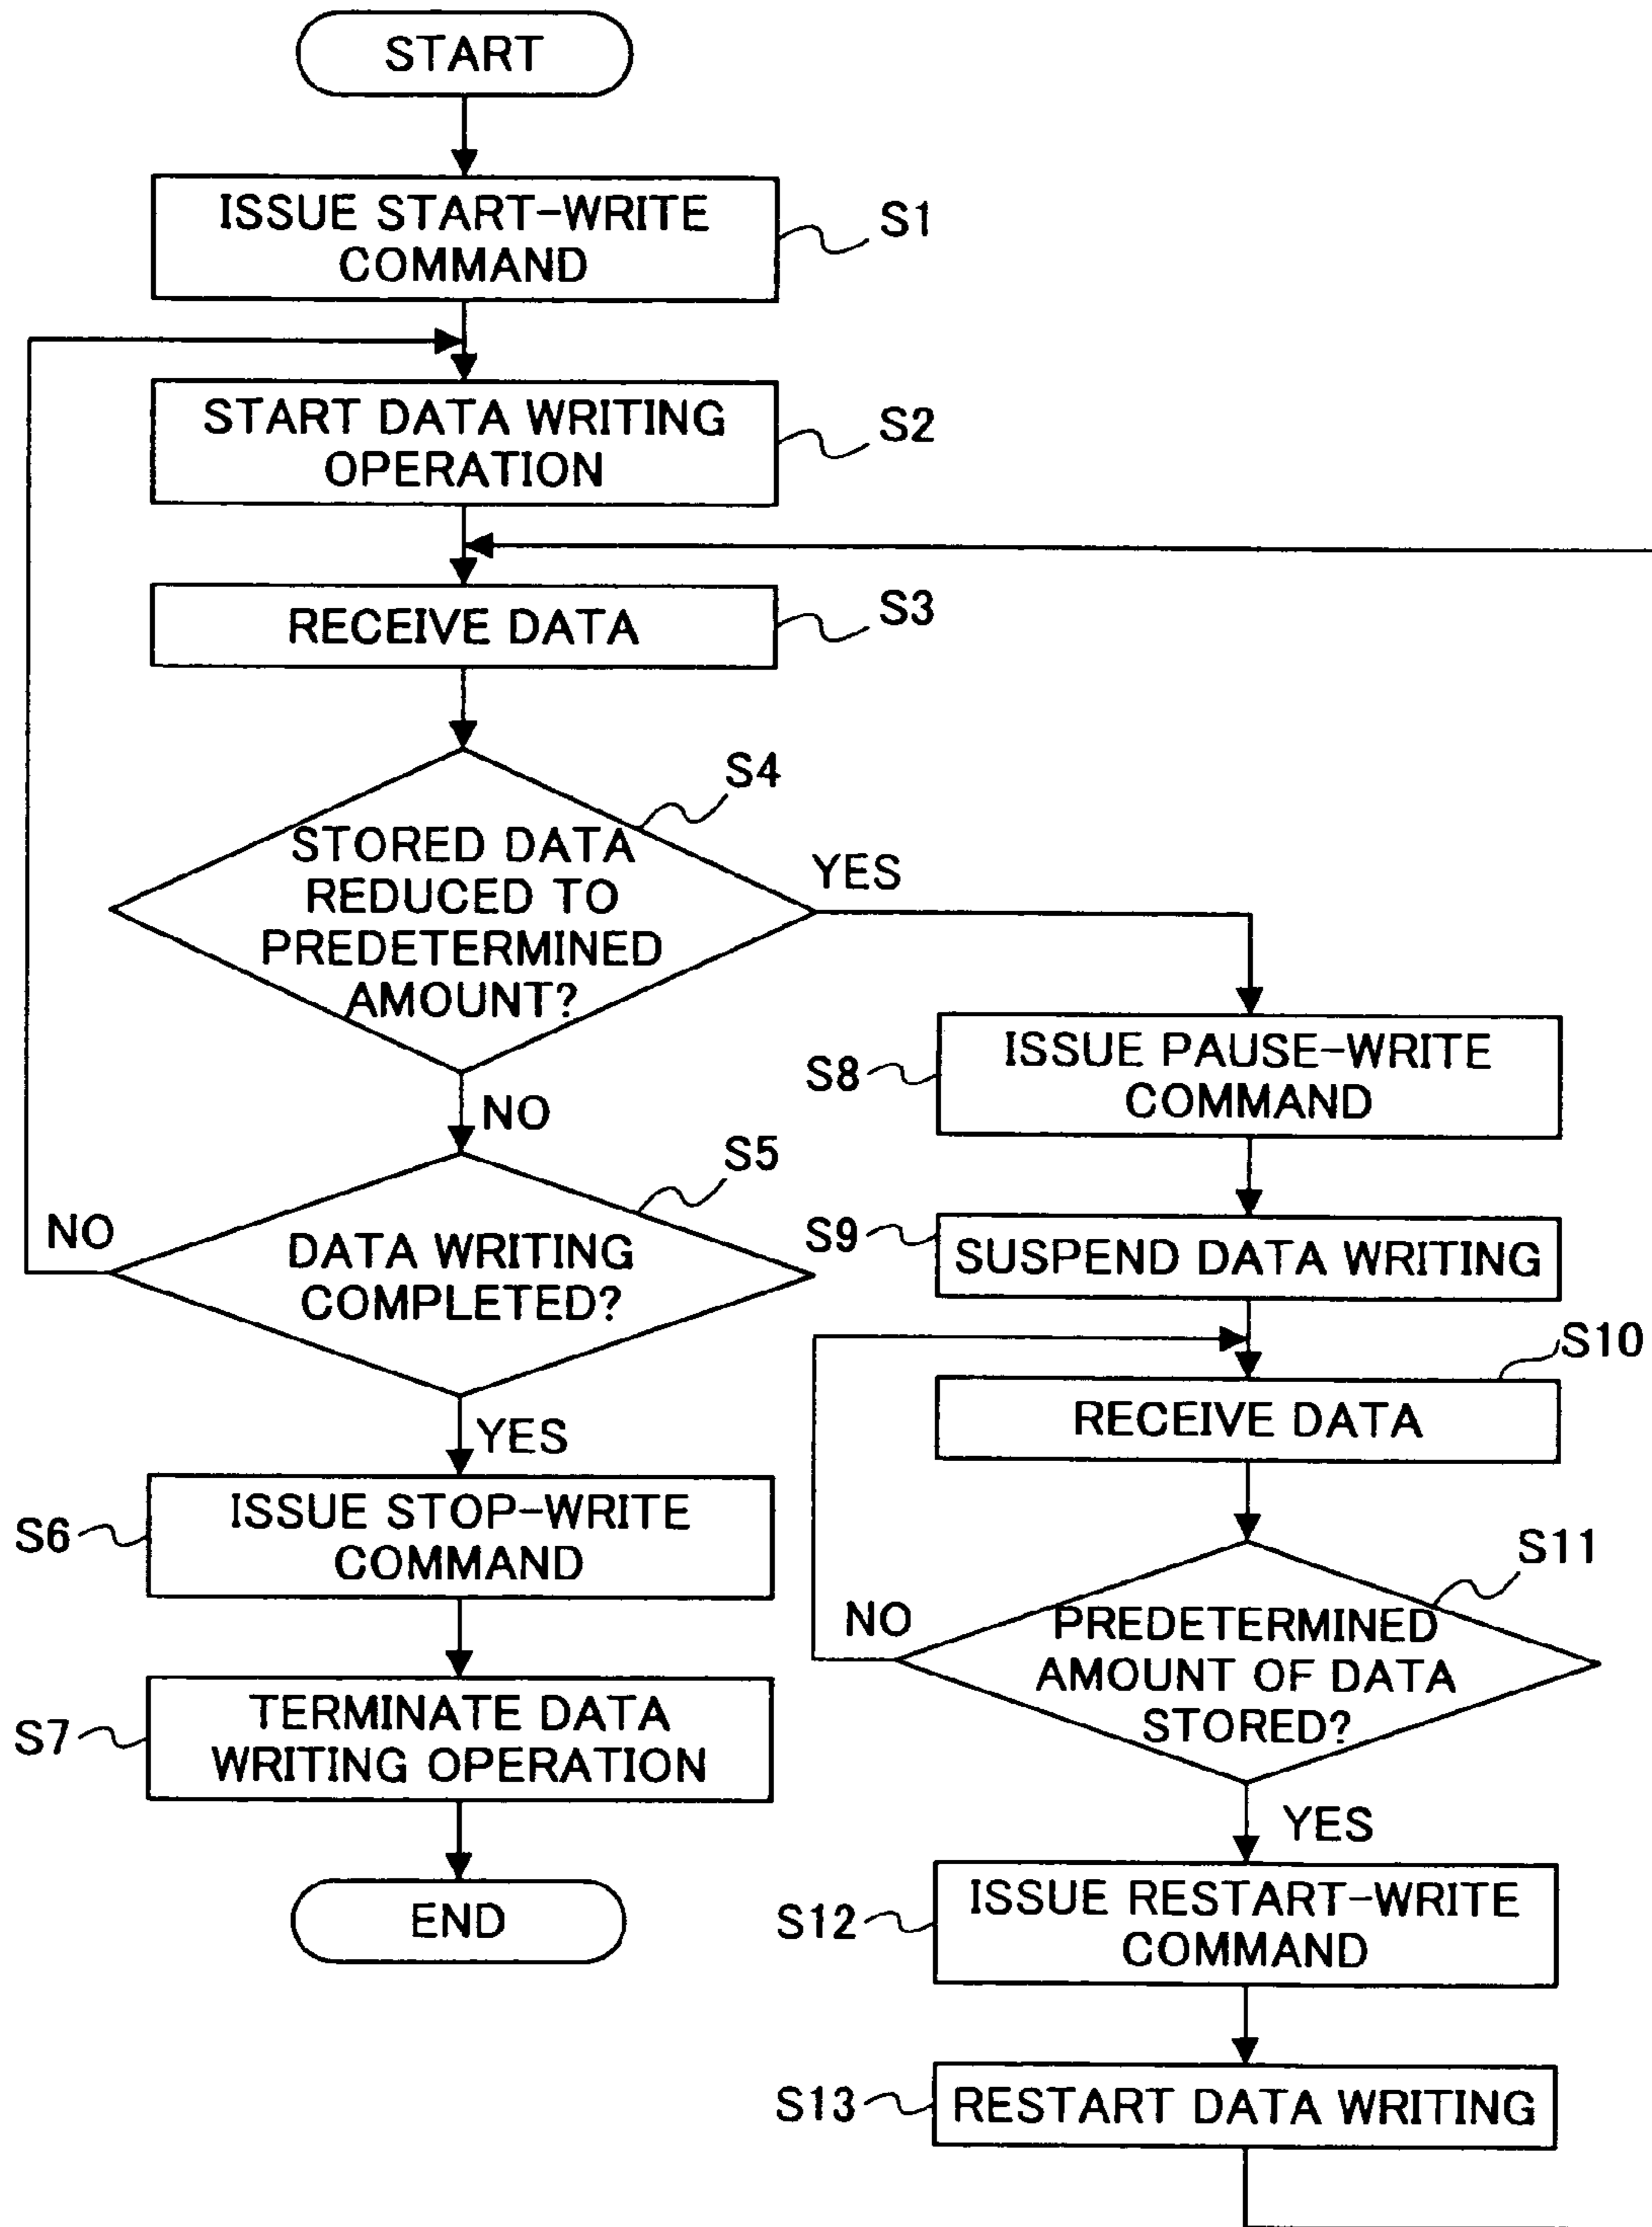 START
ISSUE START-WRITE
COMMAND
S1
START DATA WRITING
OPERATION
S2
RECEIVE DATA
S3
STORED DATA
REDUCED TO
PREDETERMINED
AMOUNT?
S4
YES
NO
DATA WRITING
COMPLETED?
S5
NO
YES
ISSUE STOP-WRITE
COMMAND
S6
TERMINATE DATA
WRITING OPERATION
S7
END
ISSUE PAUSE-WRITE
COMMAND
S8
SUSPEND DATA WRITING
S9
RECEIVE DATA
S10
PREDETERMINED
AMOUNT OF DATA
STORED?
S11
NO
YES
ISSUE RESTART-WRITE
COMMAND
S12
RESTART DATA WRITING
S13